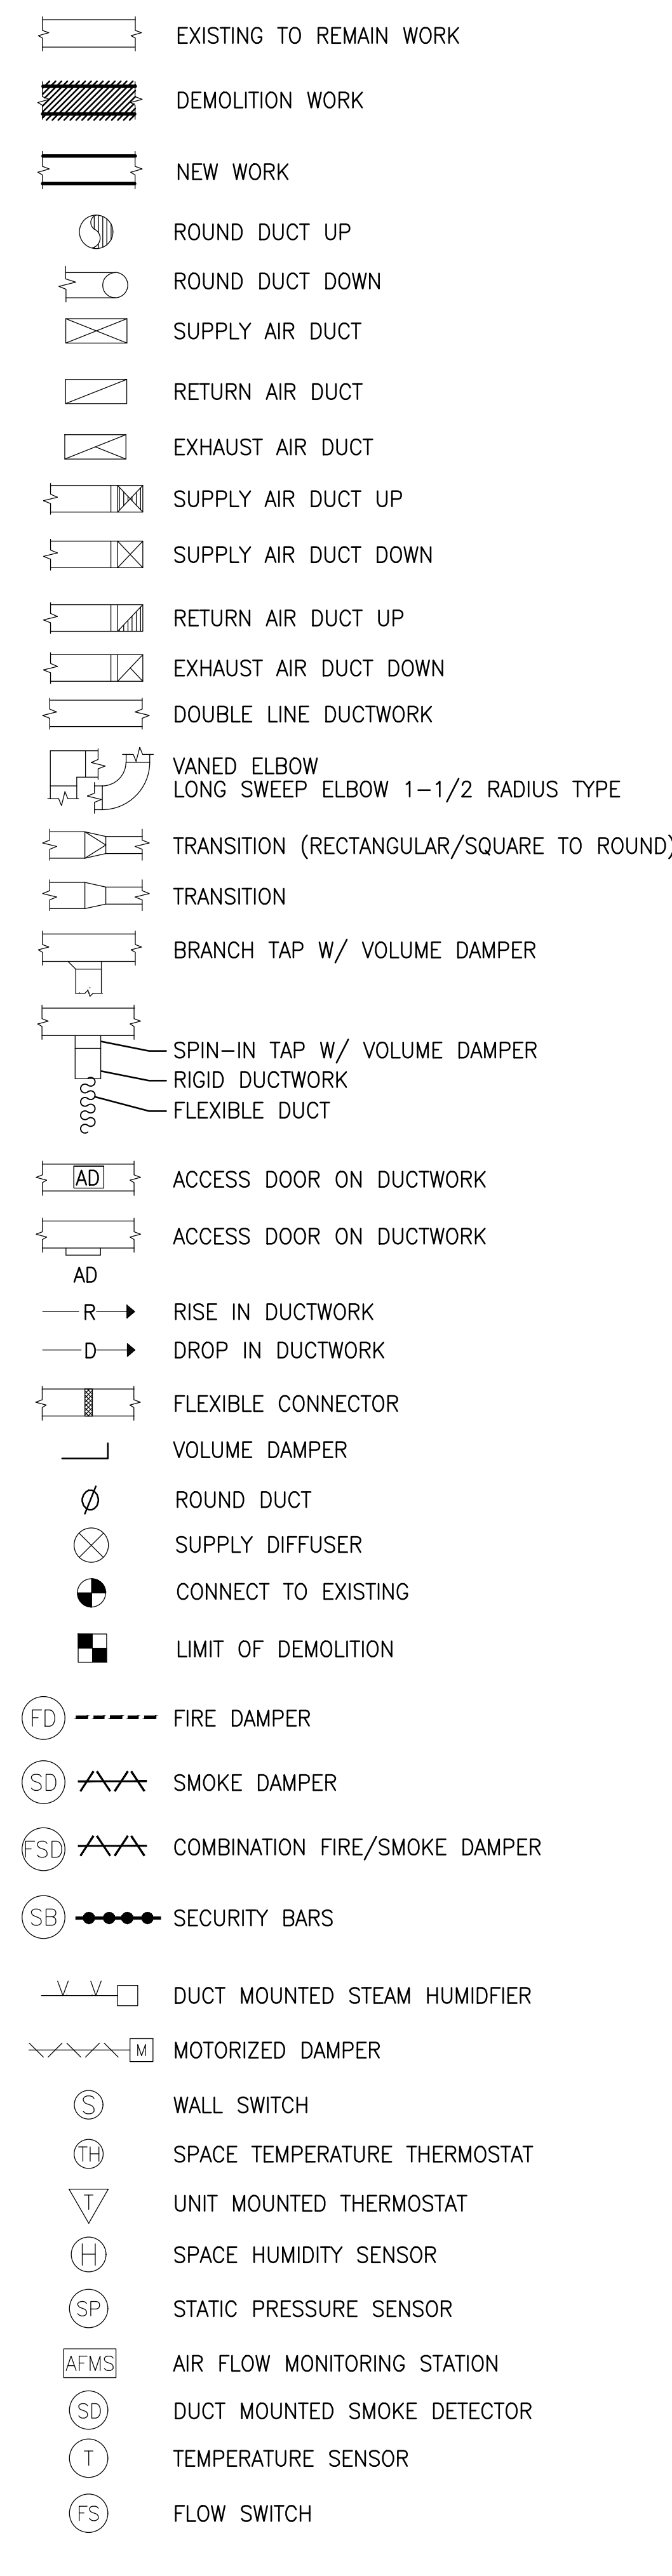 EXISTING TO REMAIN WORK
DEMOLITION WORK
NEW WORK
ROUND DUCT UP
ROUND DUCT DOWN
SUPPLY AIR DUCT
RETURN AIR DUCT
EXHAUST AIR DUCT
SUPPLY AIR DUCT UP
SUPPLY AIR DUCT DOWN
RETURN AIR DUCT UP
EXHAUST AIR DUCT DOWN
DOUBLE LINE DUCTWORK
VANED ELBOW
LONG SWEEP ELBOW 1-1/2 RADIUS TYPE
TRANSITION (RECTANGULAR/SQUARE TO ROUND)
TRANSITION
BRANCH TAP W/ VOLUME DAMPER
SPIN-IN TAP W/ VOLUME DAMPER
RIGID DUCTWORK
FLEXIBLE DUCT
AD ACCESS DOOR ON DUCTWORK
ACCESS DOOR ON DUCTWORK
AD
R RISE IN DUCTWORK
D DROP IN DUCTWORK
FLEXIBLE CONNECTOR
VOLUME DAMPER
Ø ROUND DUCT
SUPPLY DIFFUSER
CONNECT TO EXISTING
LIMIT OF DEMOLITION
FD FIRE DAMPER
SD SMOKE DAMPER
FSD COMBINATION FIRE/SMOKE DAMPER
SB SECURITY BARS
DUCT MOUNTED STEAM HUMIDFIER
M MOTORIZED DAMPER
S WALL SWITCH
TH SPACE TEMPERATURE THERMOSTAT
T UNIT MOUNTED THERMOSTAT
H SPACE HUMIDITY SENSOR
SP STATIC PRESSURE SENSOR
AFMS AIR FLOW MONITORING STATION
SD DUCT MOUNTED SMOKE DETECTOR
T TEMPERATURE SENSOR
FS FLOW SWITCH